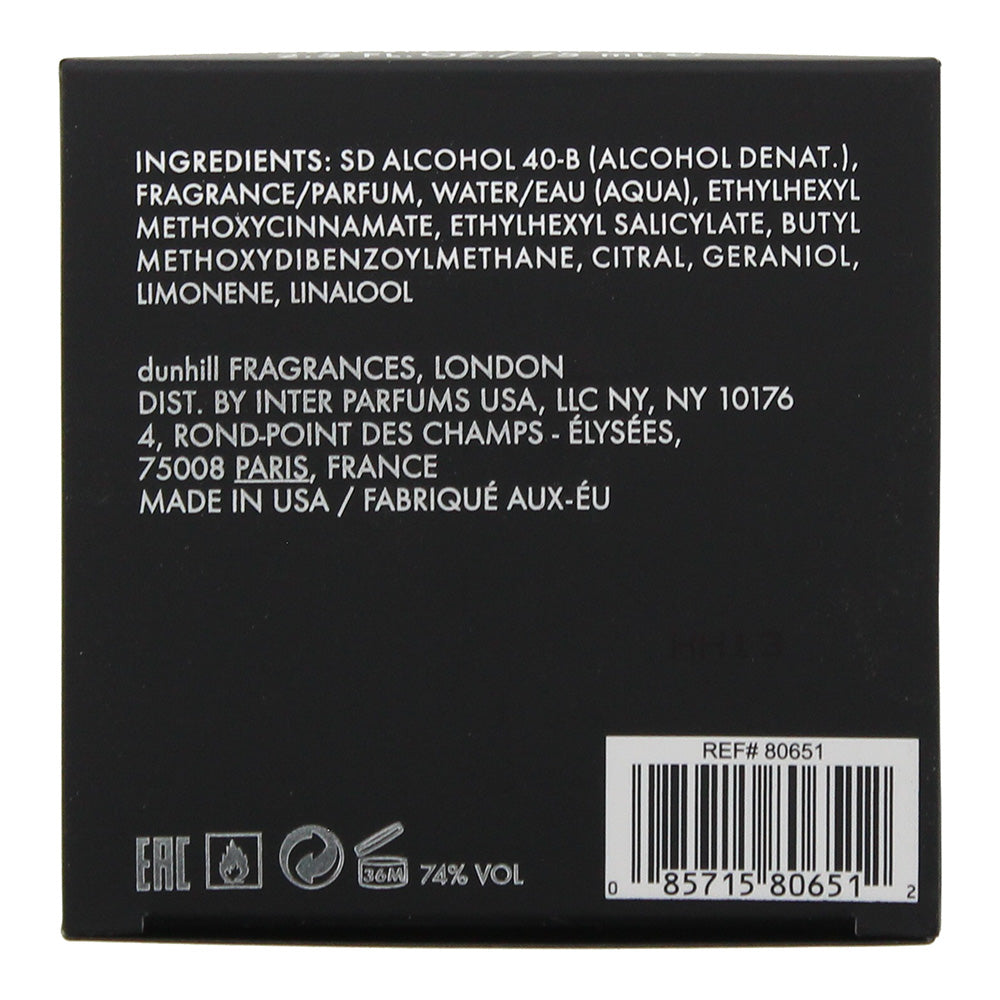 INGREDIENTS: SD ALCOHOL 40-B (ALCOHOL DENAT.),
FRAGRANCE/PARFUM, WATER/EAU (AQUA), ETHYLHEXYL
METHOXYCINNAMATE, ETHYLHEXYL SALICYLATE, BUTYL
METHOXYDIBENZOYLMETHANE, CITRAL, GERANIOL,
LIMONENE, LINALOOL
dunhill FRAGRANCES, LONDON
DIST. BY INTER PARFUMS USA, LLC NY, NY 10176
4, ROND-POINT DES CHAMPS - ÉLYSÉES,
75008 PARIS, FRANCE
MADE IN USA / FABRIQUÉ AUX-ÉU
REF# 80651
0 85715 80651 2
EAC
36M
74% VOL